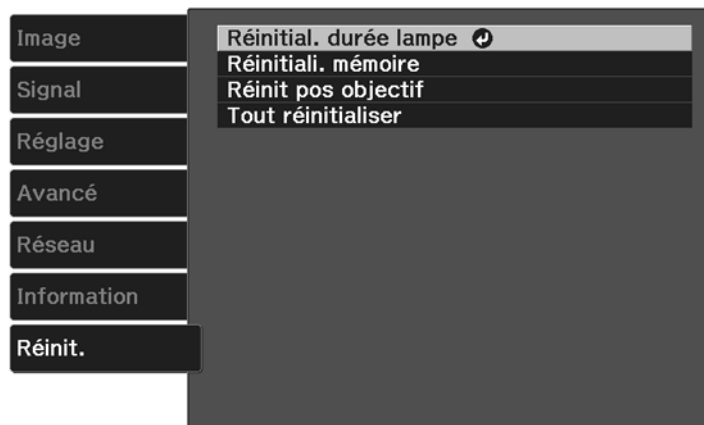 Image
Signal
Réglage
Avancé
Réseau
Information
Réinit.
Réinitial. durée lampe
Réinitiali. mémoire
Réinit pos objectif
Tout réinitialiser